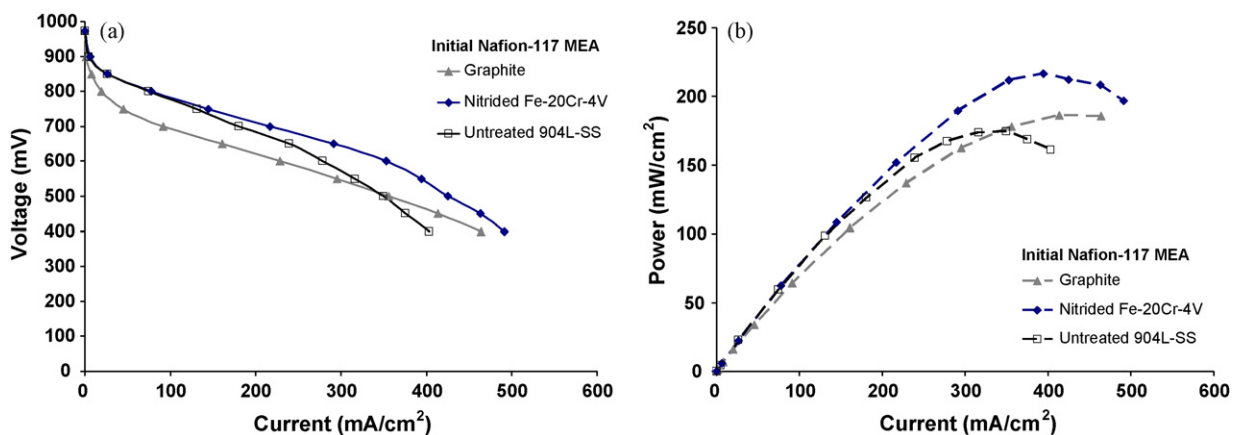 (a)
1000
900
800
700
600
500
400
300
200
100
0
Voltage (mV)
0 100 200 300 400 500 600
Current (mA/cm²)
Initial Nafion-117 MEA
Graphite
Nitrided Fe-20Cr-4V
Untreated 904L-SS
(b)
250
200
150
100
50
0
Power (mW/cm²)
0 100 200 300 400 500 600
Current (mA/cm²)
Initial Nafion-117 MEA
Graphite
Nitrided Fe-20Cr-4V
Untreated 904L-SS